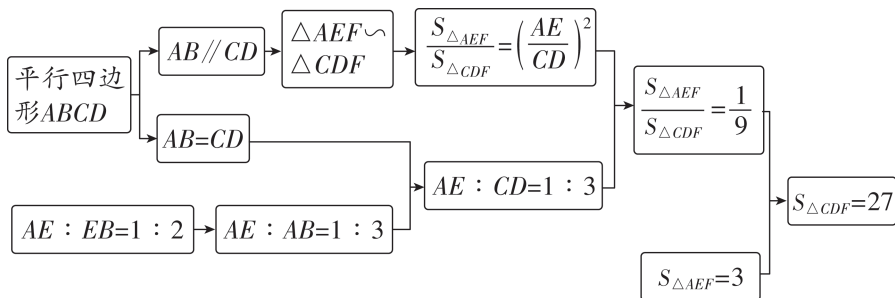 平行四边
形ABCD
AB∥CD
△AEF∽
△CDF
S△AEF/S△CDF=(AE/CD)²
AB=CD
AE：EB=1：2
AE：AB=1：3
AE：CD=1：3
S△AEF/S△CDF=1/9
S△AEF=3
S△CDF=27